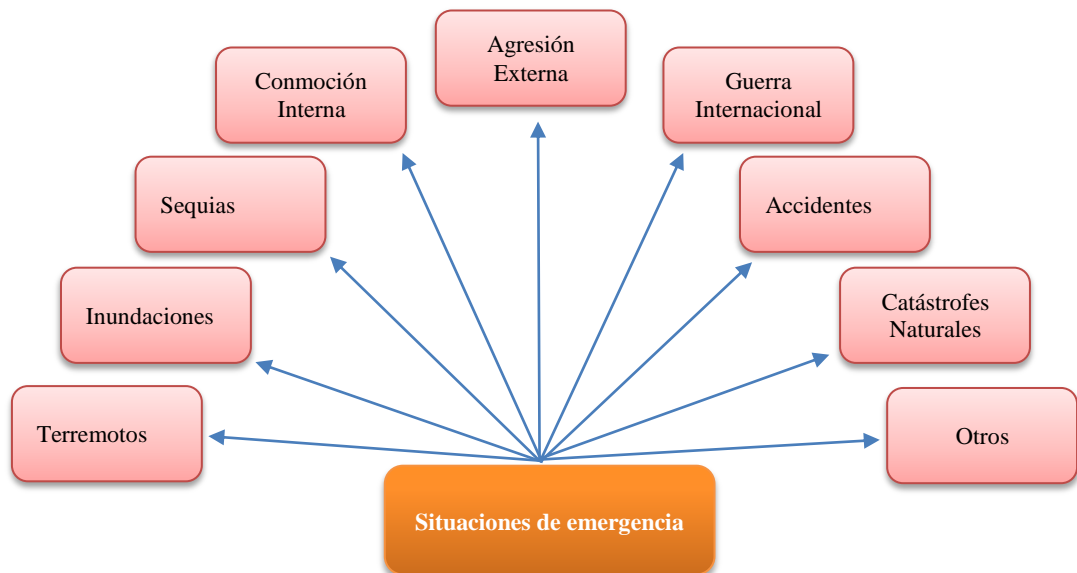 Agresión
Externa
Conmoción
Interna
Guerra
Internacional
Sequias
Accidentes
Inundaciones
Catástrofes
Naturales
Terremotos
Otros
Situaciones de emergencia